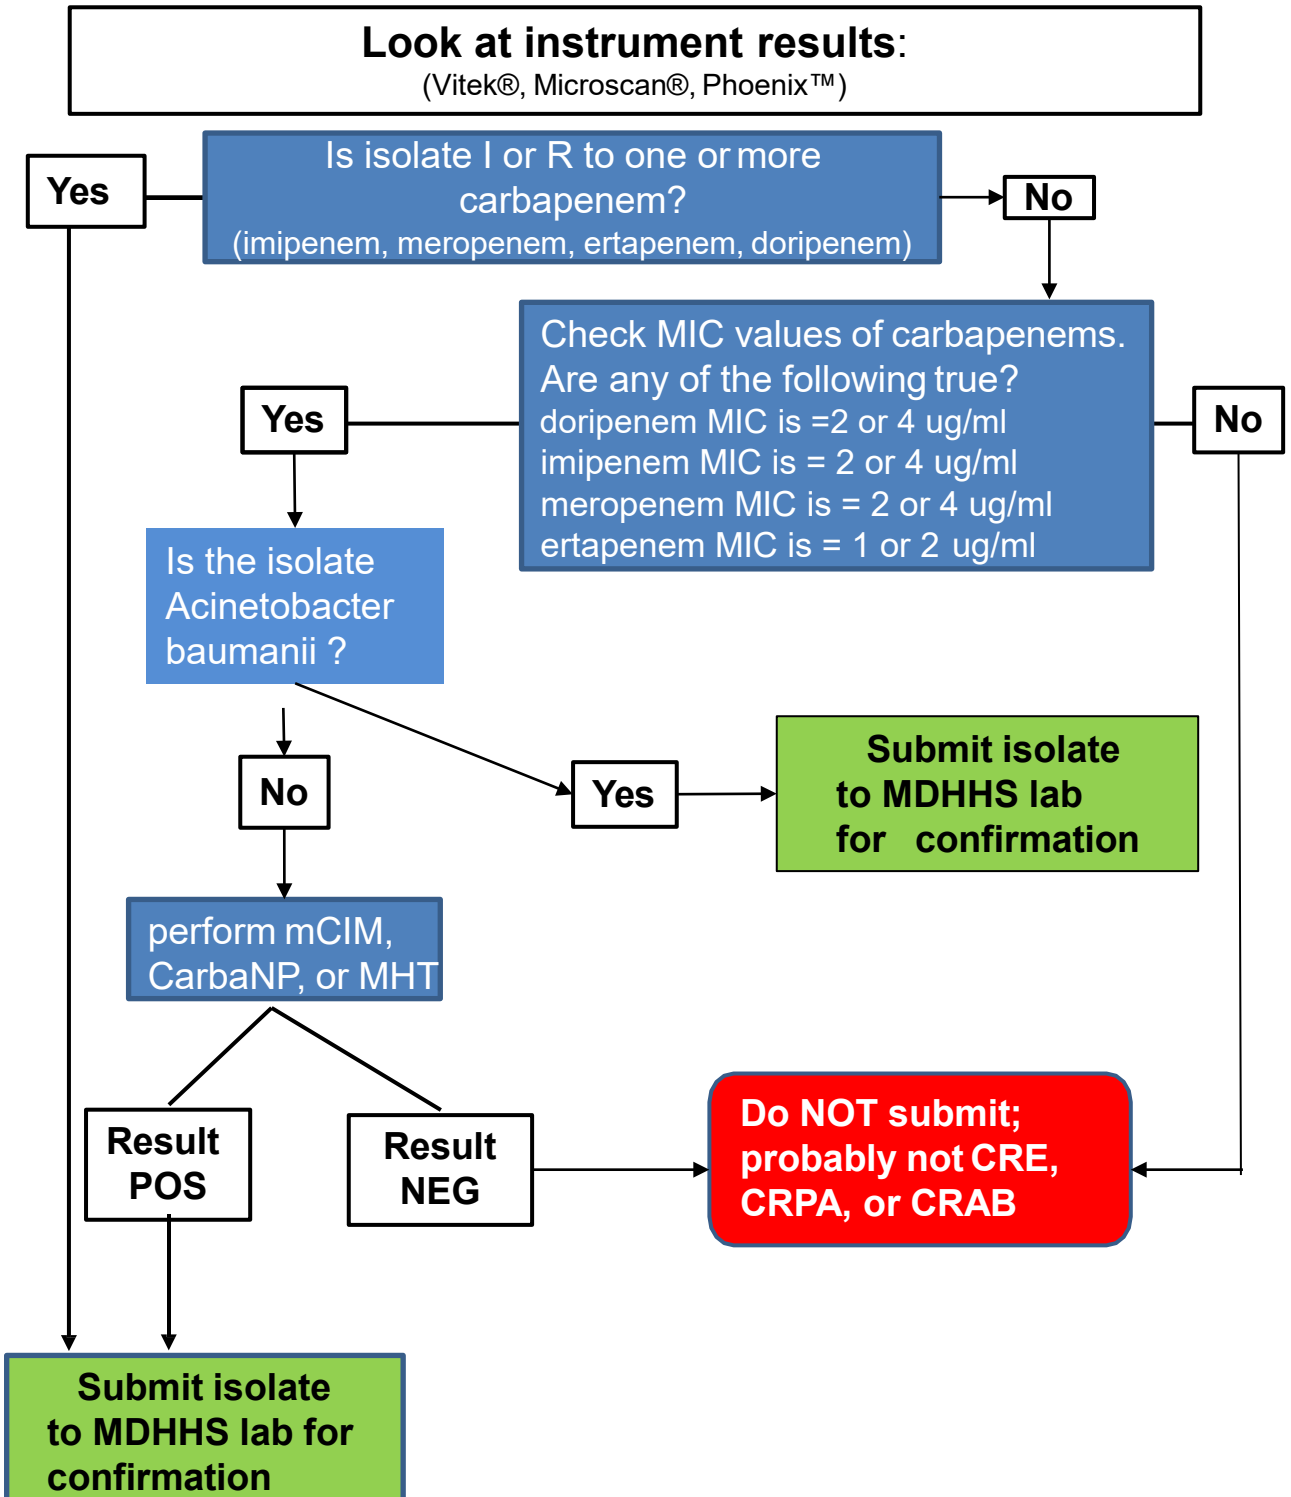 Look at instrument results:
(Vitek®, Microscan®, Phoenix™)
Is isolate I or R to one or more
carbapenem?
(imipenem, meropenem, ertapenem, doripenem)
Yes
No
Check MIC values of carbapenems.
Are any of the following true?
doripenem MIC is =2 or 4 ug/ml
imipenem MIC is = 2 or 4 ug/ml
meropenem MIC is = 2 or 4 ug/ml
ertapenem MIC is = 1 or 2 ug/ml
Yes
No
Is the isolate
Acinetobacter
baumanii ?
No
Yes
Submit isolate
to MDHHS lab
for confirmation
perform mCIM,
CarbaNP, or MHT
Result
POS
Result
NEG
Do NOT submit;
probably not CRE,
CRPA, or CRAB
Submit isolate
to MDHHS lab for
confirmation